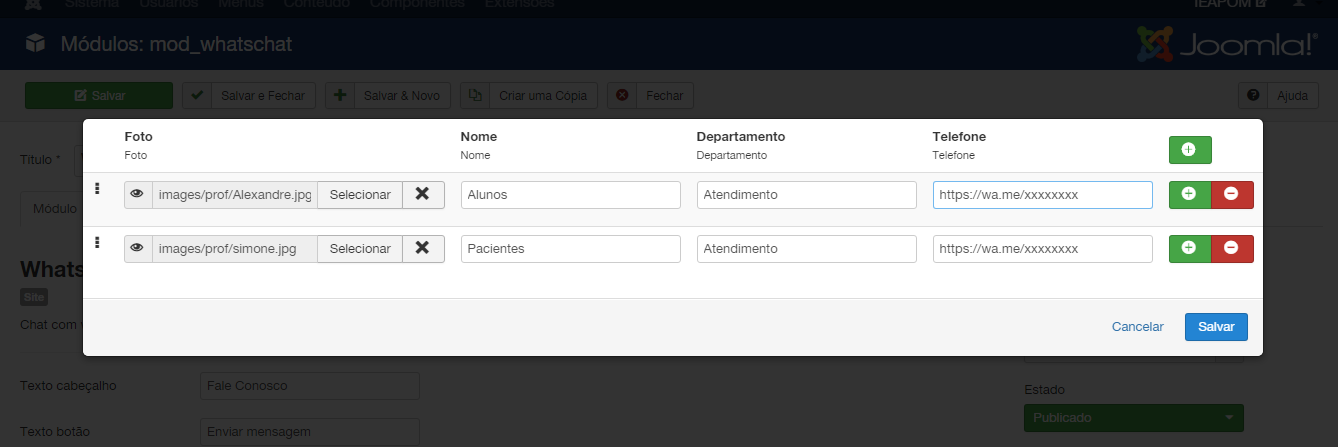 Sistema Usuários Menus Conteúdo Componentes Extensões IEAPOM
Módulos: mod_whatschat
Joomla!®
Salvar Salvar e Fechar Salvar & Novo Criar uma Cópia Fechar Ajuda
Título *
Módulo
Foto Nome Departamento Telefone
Foto Nome Departamento Telefone
images/prof/Alexandre.jpg Selecionar Alunos Atendimento https://wa.me/xxxxxxxx
images/prof/simone.jpg Selecionar Pacientes Atendimento https://wa.me/xxxxxxxx
Cancelar Salvar
Whats
Site
Chat com
Texto cabeçalho Fale Conosco
Estado
Publicado
Texto botão Enviar mensagem